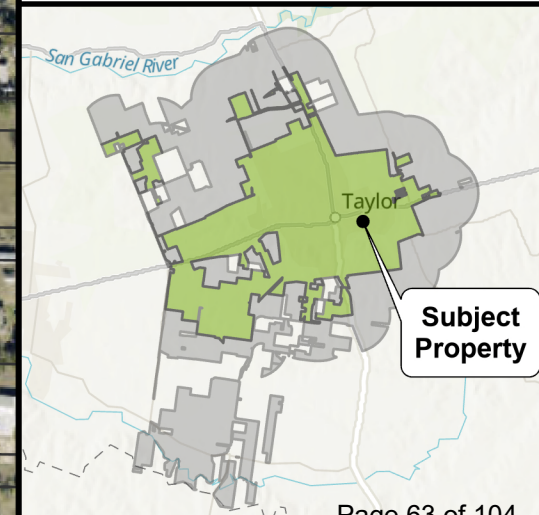 San Gabriel River
Taylor
Subject
Property
Page 63 of 104